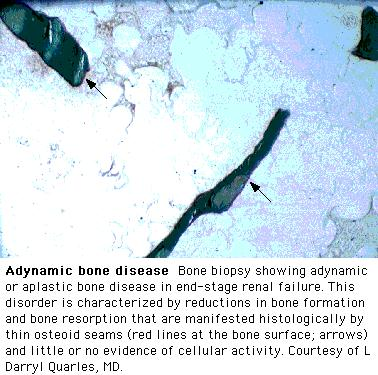 Adynamic bone disease Bone biopsy showing adynamic
or aplastic bone disease in end-stage renal failure. This
disorder is characterized by reductions in bone formation
and bone resorption that are manifested histologically by
thin osteoid seams (red lines at the bone surface; arrows)
and little or no evidence of cellular activity. Courtesy of L
Darryl Quarles, MD.